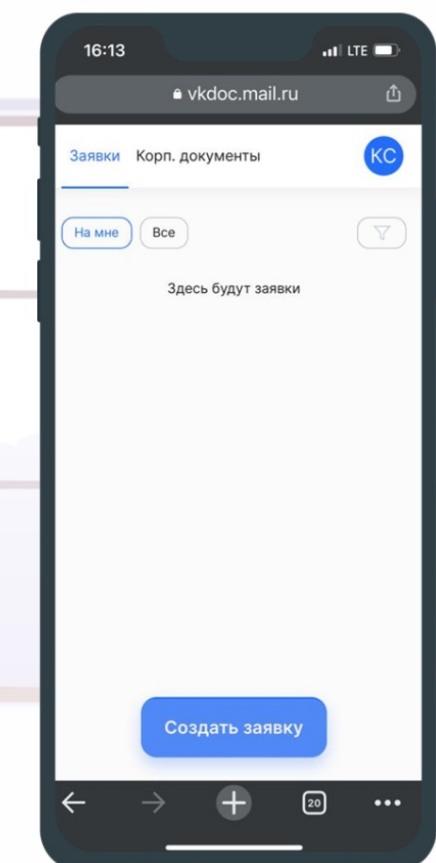 16:13 LTE
vkdoc.mail.ru
Заявки Корп. документы КС
На мне Все
Здесь будут заявки
Создать заявку
20